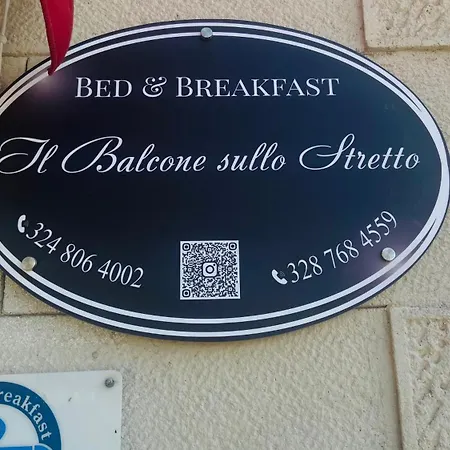 BED & BREAKFAST
Il Balcone sullo Stretto
324 806 4002
328 768 4559
reakfast